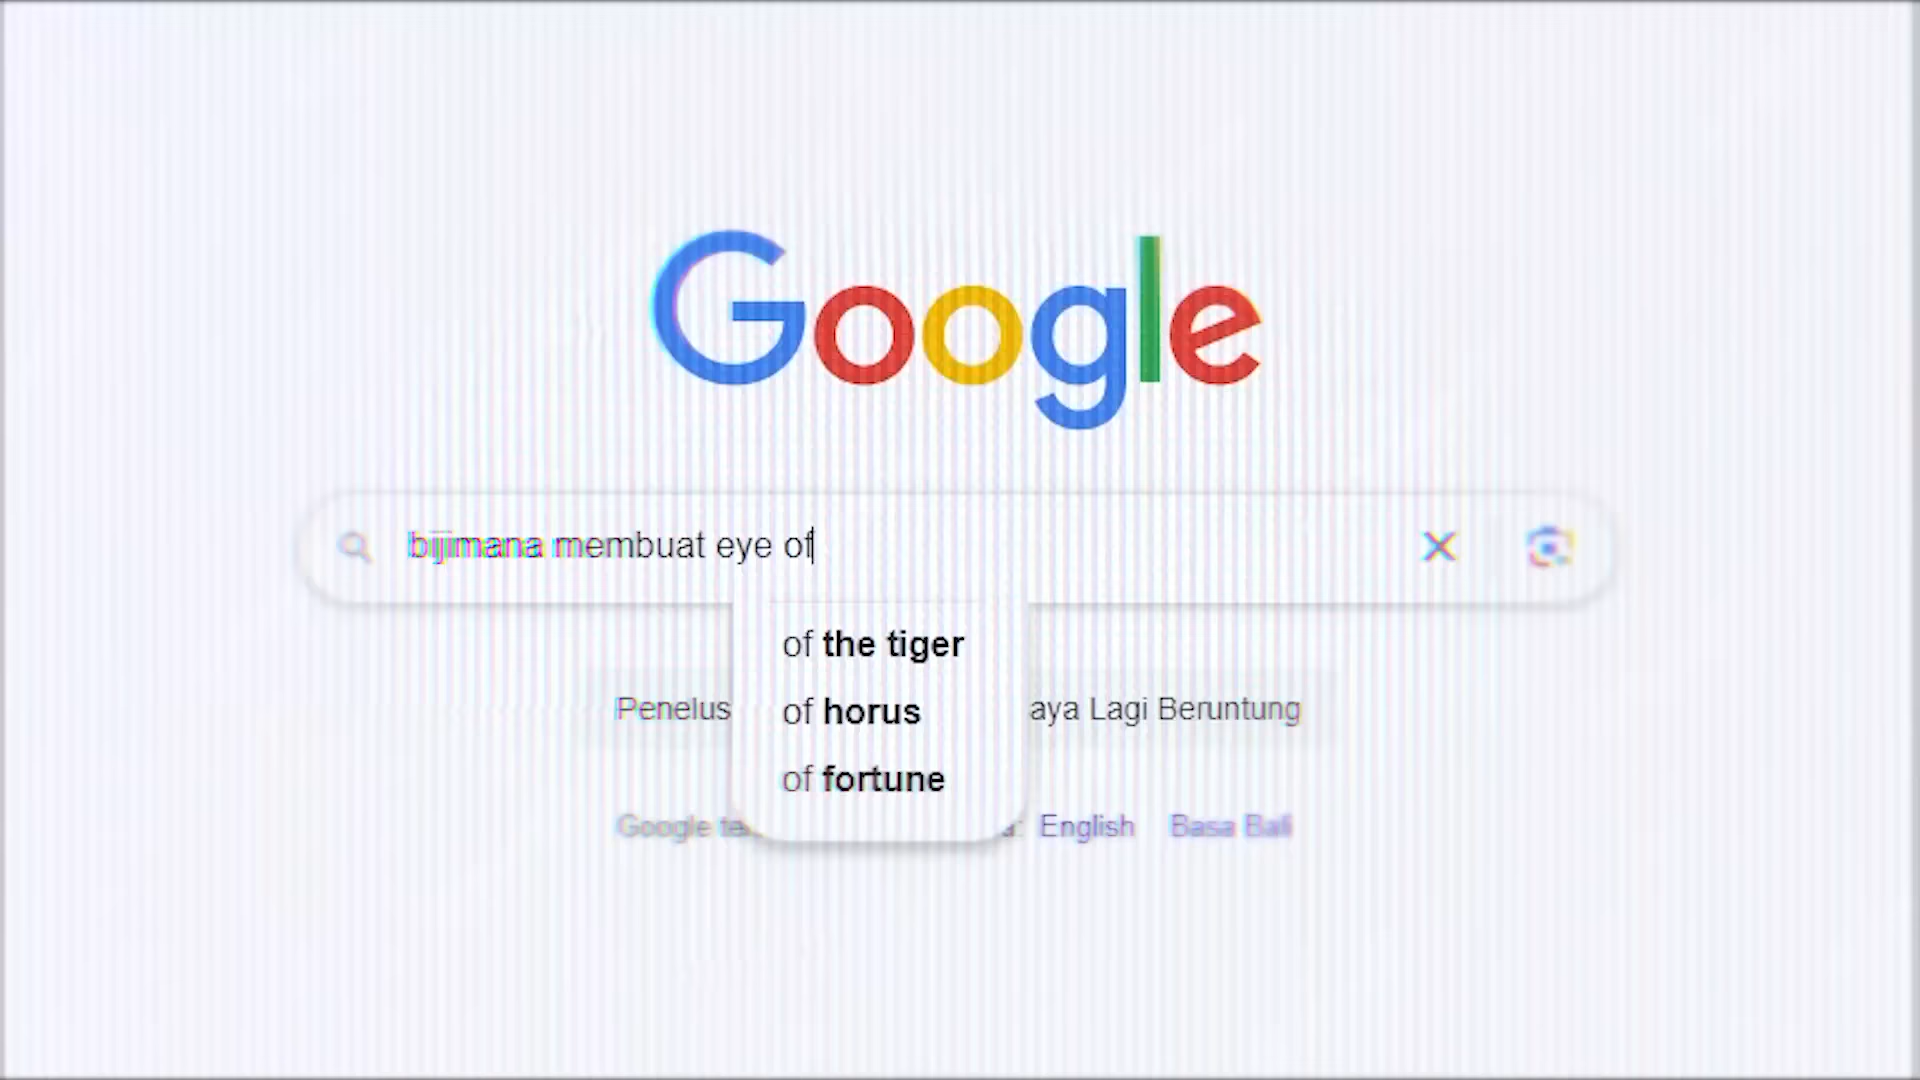 Google
bijimana membuat eye of
of the tiger
Penelus
aya Lagi Beruntung
of horus
of fortune
Google
English Basa Bali